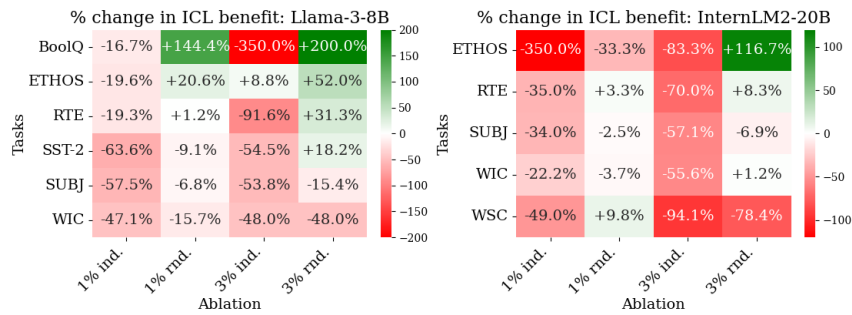 % change in ICL benefit: Llama-3-8B
BoolQ -16.7% +144.4% -350.0% +200.0%
ETHOS -19.6% +20.6% +8.8% +52.0%
RTE -19.3% +1.2% -91.6% +31.3%
SST-2 -63.6% -9.1% -54.5% +18.2%
SUBJ -57.5% -6.8% -53.8% -15.4%
WIC -47.1% -15.7% -48.0% -48.0%
Tasks
1% ind. 1% rnd. 3% ind. 3% rnd.
Ablation
200
150
100
50
0
−50
−100
−150
−200
% change in ICL benefit: InternLM2-20B
ETHOS -350.0% -33.3% -83.3% +116.7%
RTE -35.0% +3.3% -70.0% +8.3%
SUBJ -34.0% -2.5% -57.1% -6.9%
WIC -22.2% -3.7% -55.6% +1.2%
WSC -49.0% +9.8% -94.1% -78.4%
Tasks
1% ind. 1% rnd. 3% ind. 3% rnd.
Ablation
100
50
0
−50
−100